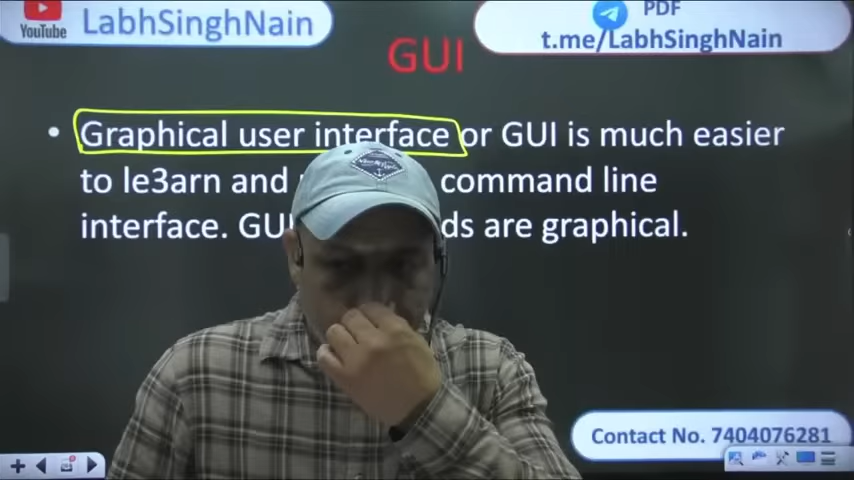 YouTube
LabhSinghNain
PDF
t.me/LabhSinghNain
GUI
• Graphical user interface or GUI is much easier
to le3arn and command line
interface. GU ds are graphical.
Contact No. 7404076281